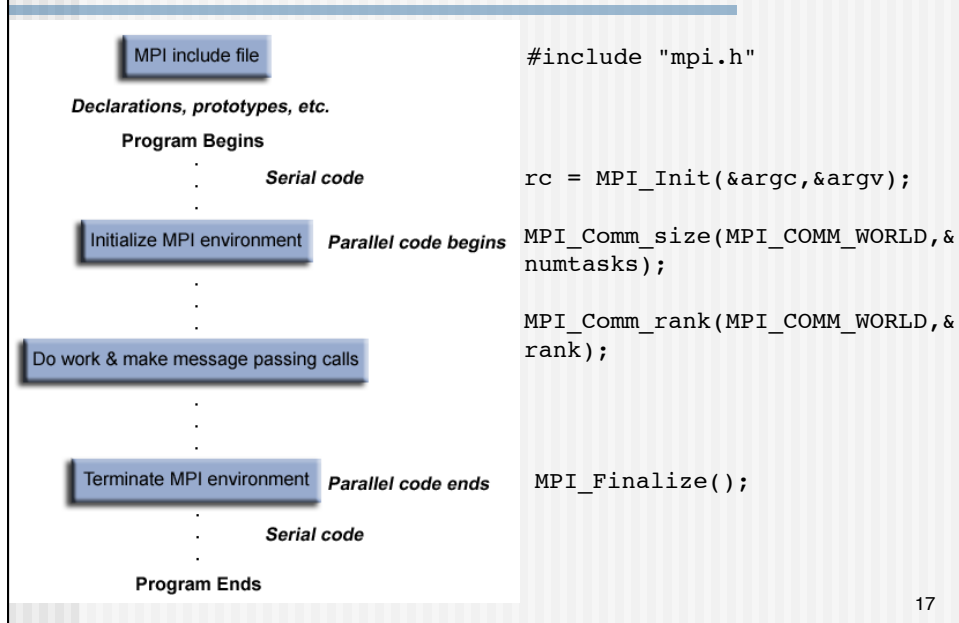 MPI include file
#include "mpi.h"
Declarations, prototypes, etc.
Program Begins
.
.
.
Serial code
rc = MPI_Init(&argc,&argv);
Initialize MPI environment
Parallel code begins
MPI_Comm_size(MPI_COMM_WORLD,&
numtasks);
.
.
.
MPI_Comm_rank(MPI_COMM_WORLD,&
rank);
Do work & make message passing calls
.
.
.
Terminate MPI environment
Parallel code ends
MPI_Finalize();
.
.
.
Serial code
Program Ends
17